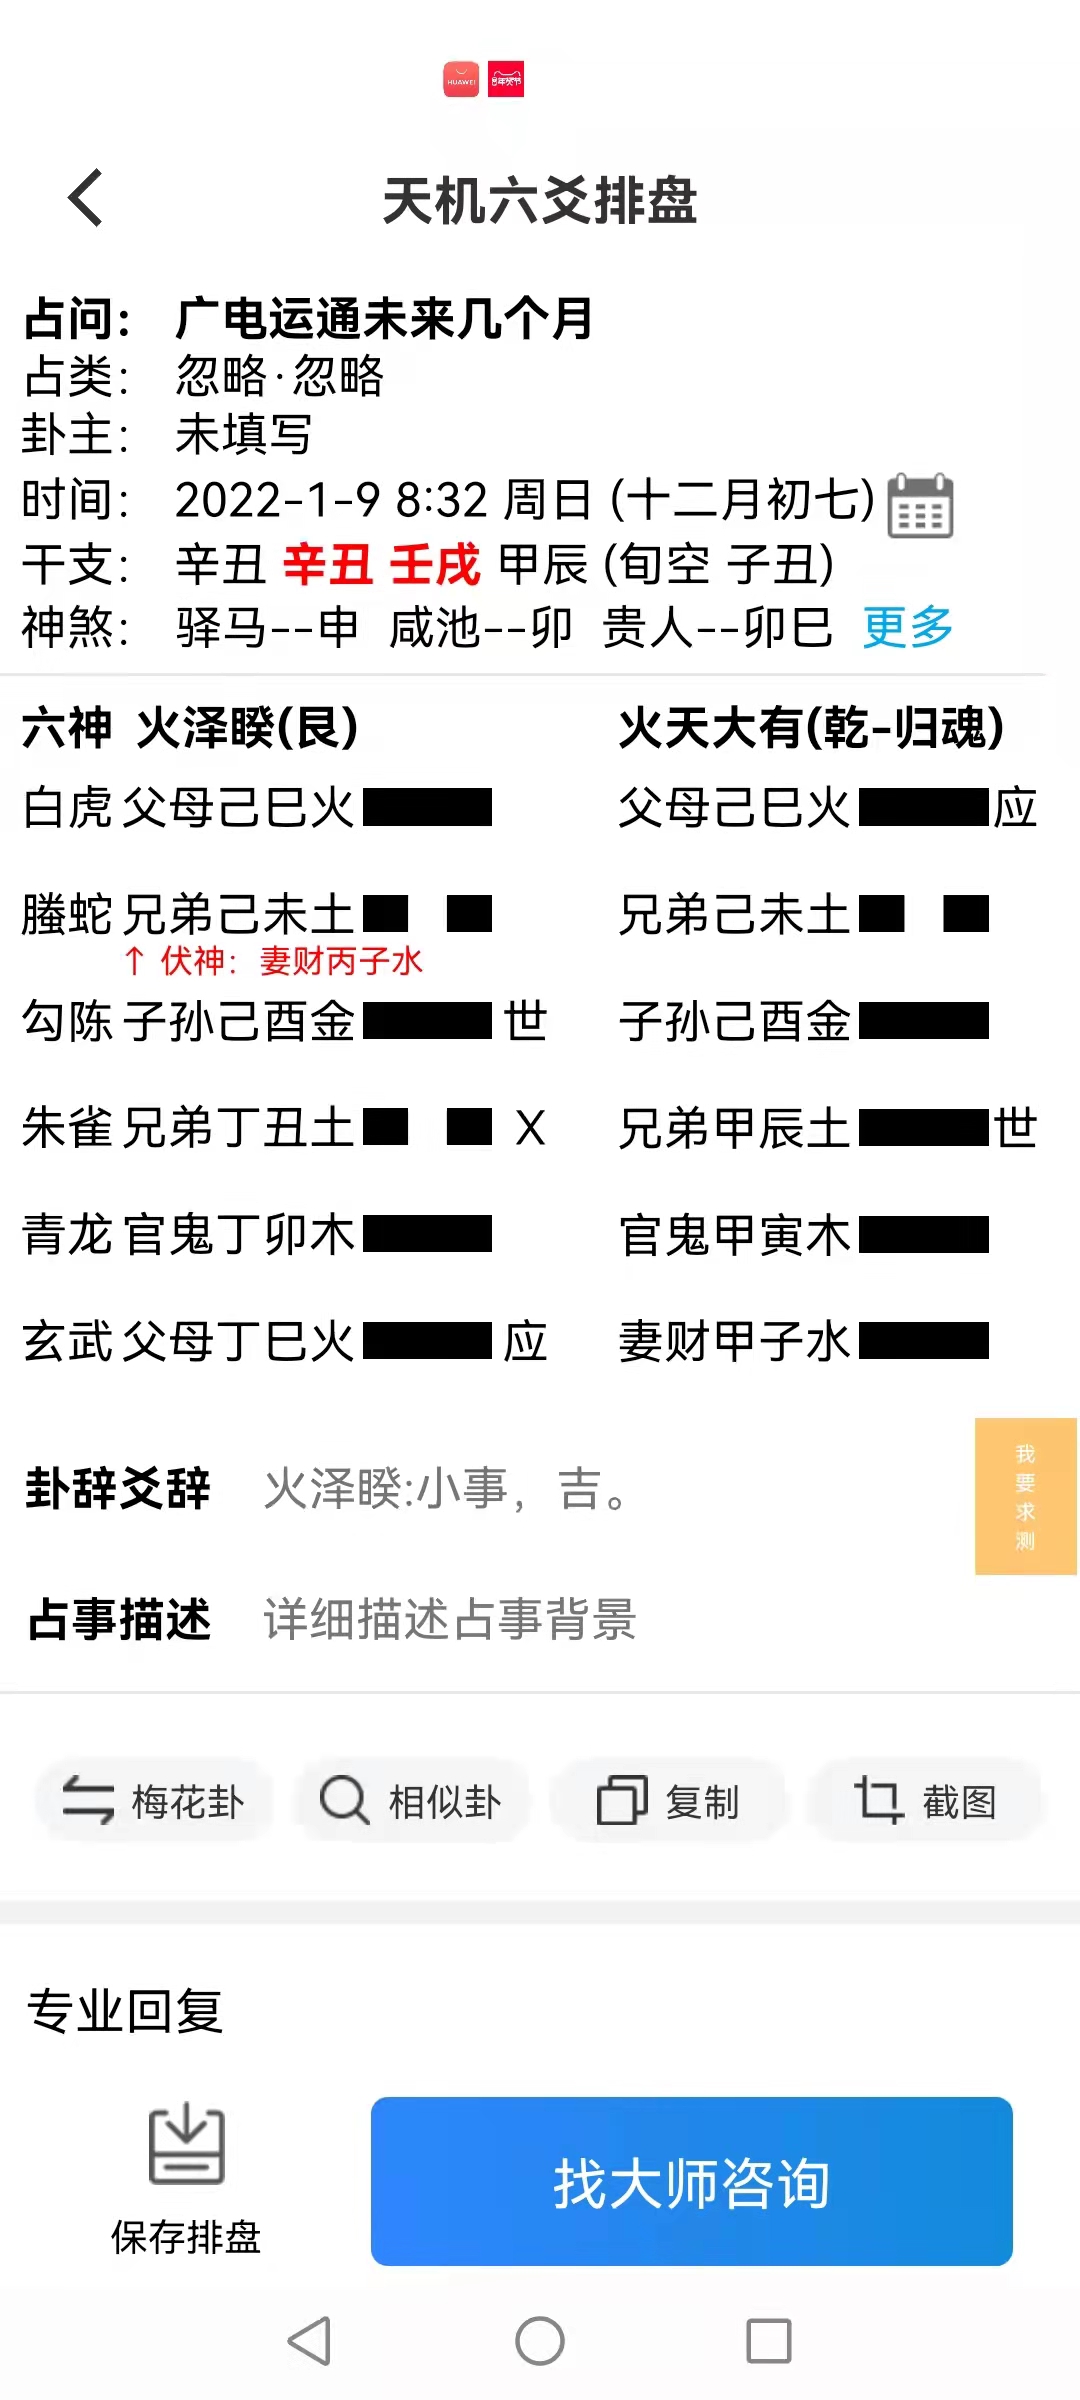 HUAWEI
天机六爻排盘
占问： 广电运通未来几个月
占类： 忽略·忽略
卦主： 未填写
时间： 2022-1-9 8:32 周日 (十二月初七)
干支： 辛丑 辛丑 壬戌 甲辰 (旬空 子丑)
神煞： 驿马--申 咸池--卯 贵人--卯巳 更多
六神 火泽睽(艮) 火天大有(乾-归魂)
白虎 父母己巳火 父母己巳火 应
螣蛇 兄弟己未土 兄弟己未土
↑ 伏神：妻财丙子水
勾陈 子孙己酉金 世 子孙己酉金
朱雀 兄弟丁丑土 X 兄弟甲辰土 世
青龙 官鬼丁卯木 官鬼甲寅木
玄武 父母丁巳火 应 妻财甲子水
我要求测
卦辞爻辞 火泽睽:小事，吉。
占事描述 详细描述占事背景
梅花卦 相似卦 复制 截图
专业回复
保存排盘 找大师咨询